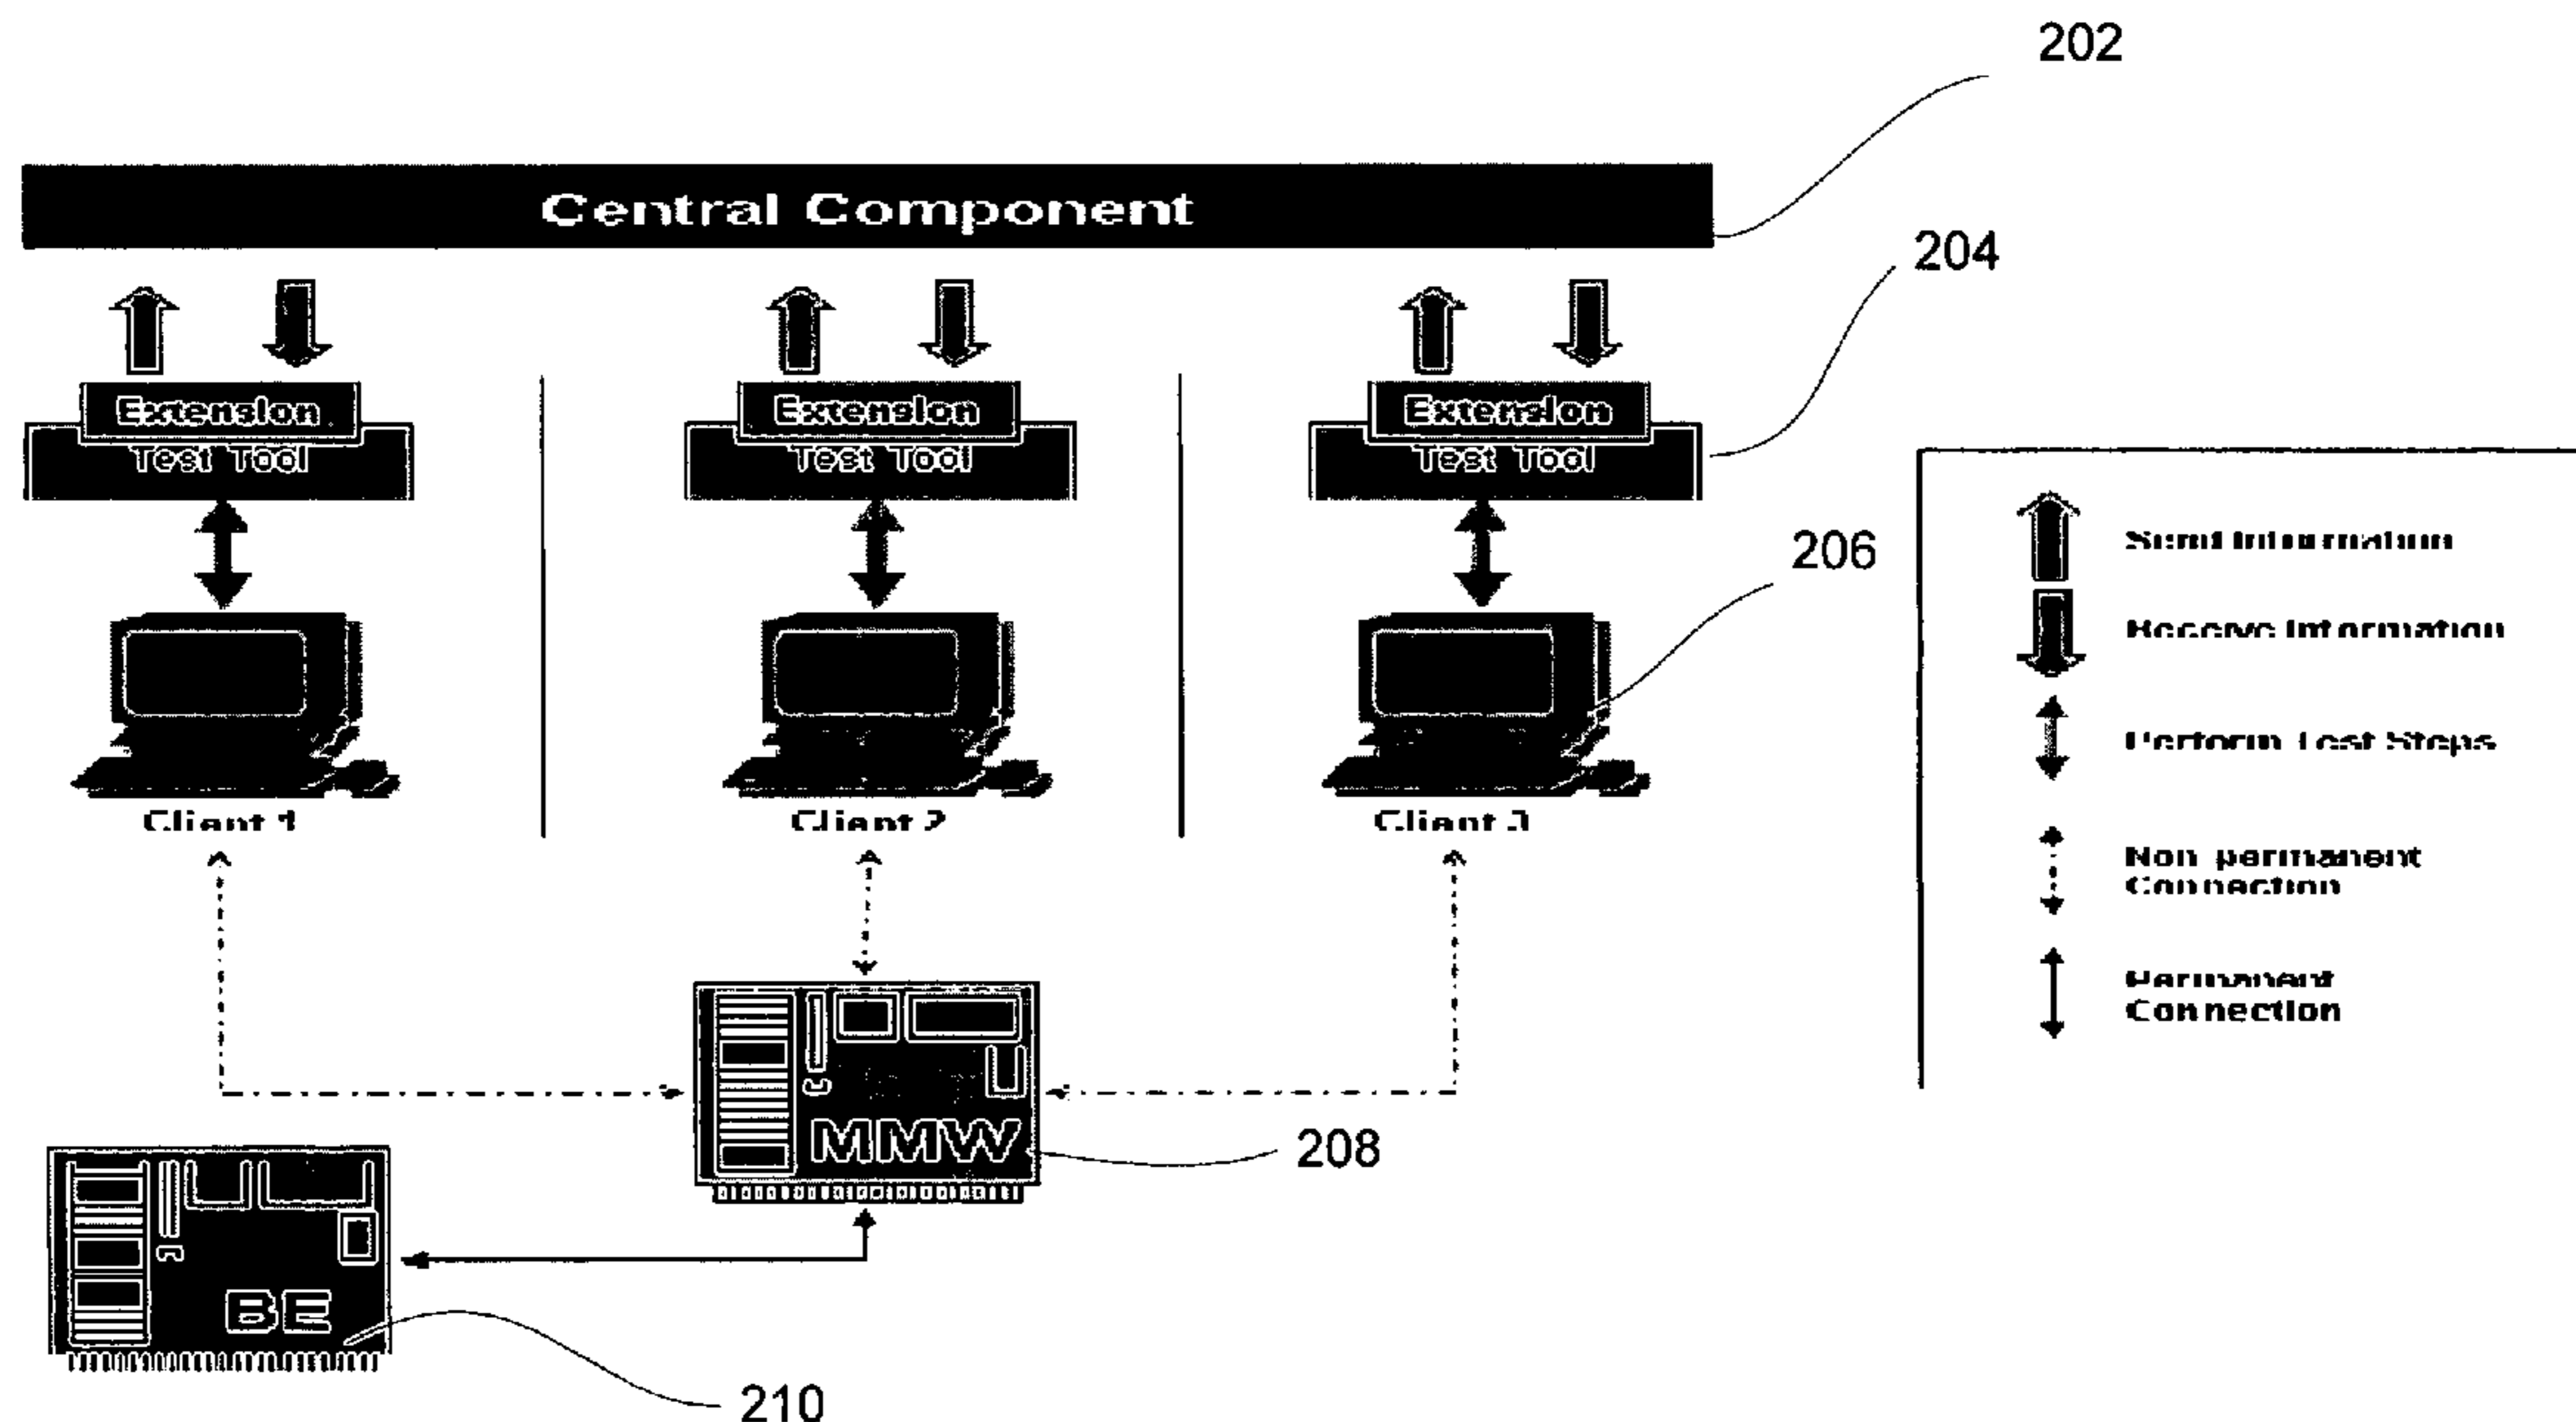 202
Central Component
204
Extension
Extension
Extension
Test Tool
Test Tool
Test Tool
206
Send Information
Receive Information
Perform Test Steps
Client 1
Client 2
Client 3
Non permanent
Connection
Permanent
Connection
MMW
208
BE
210